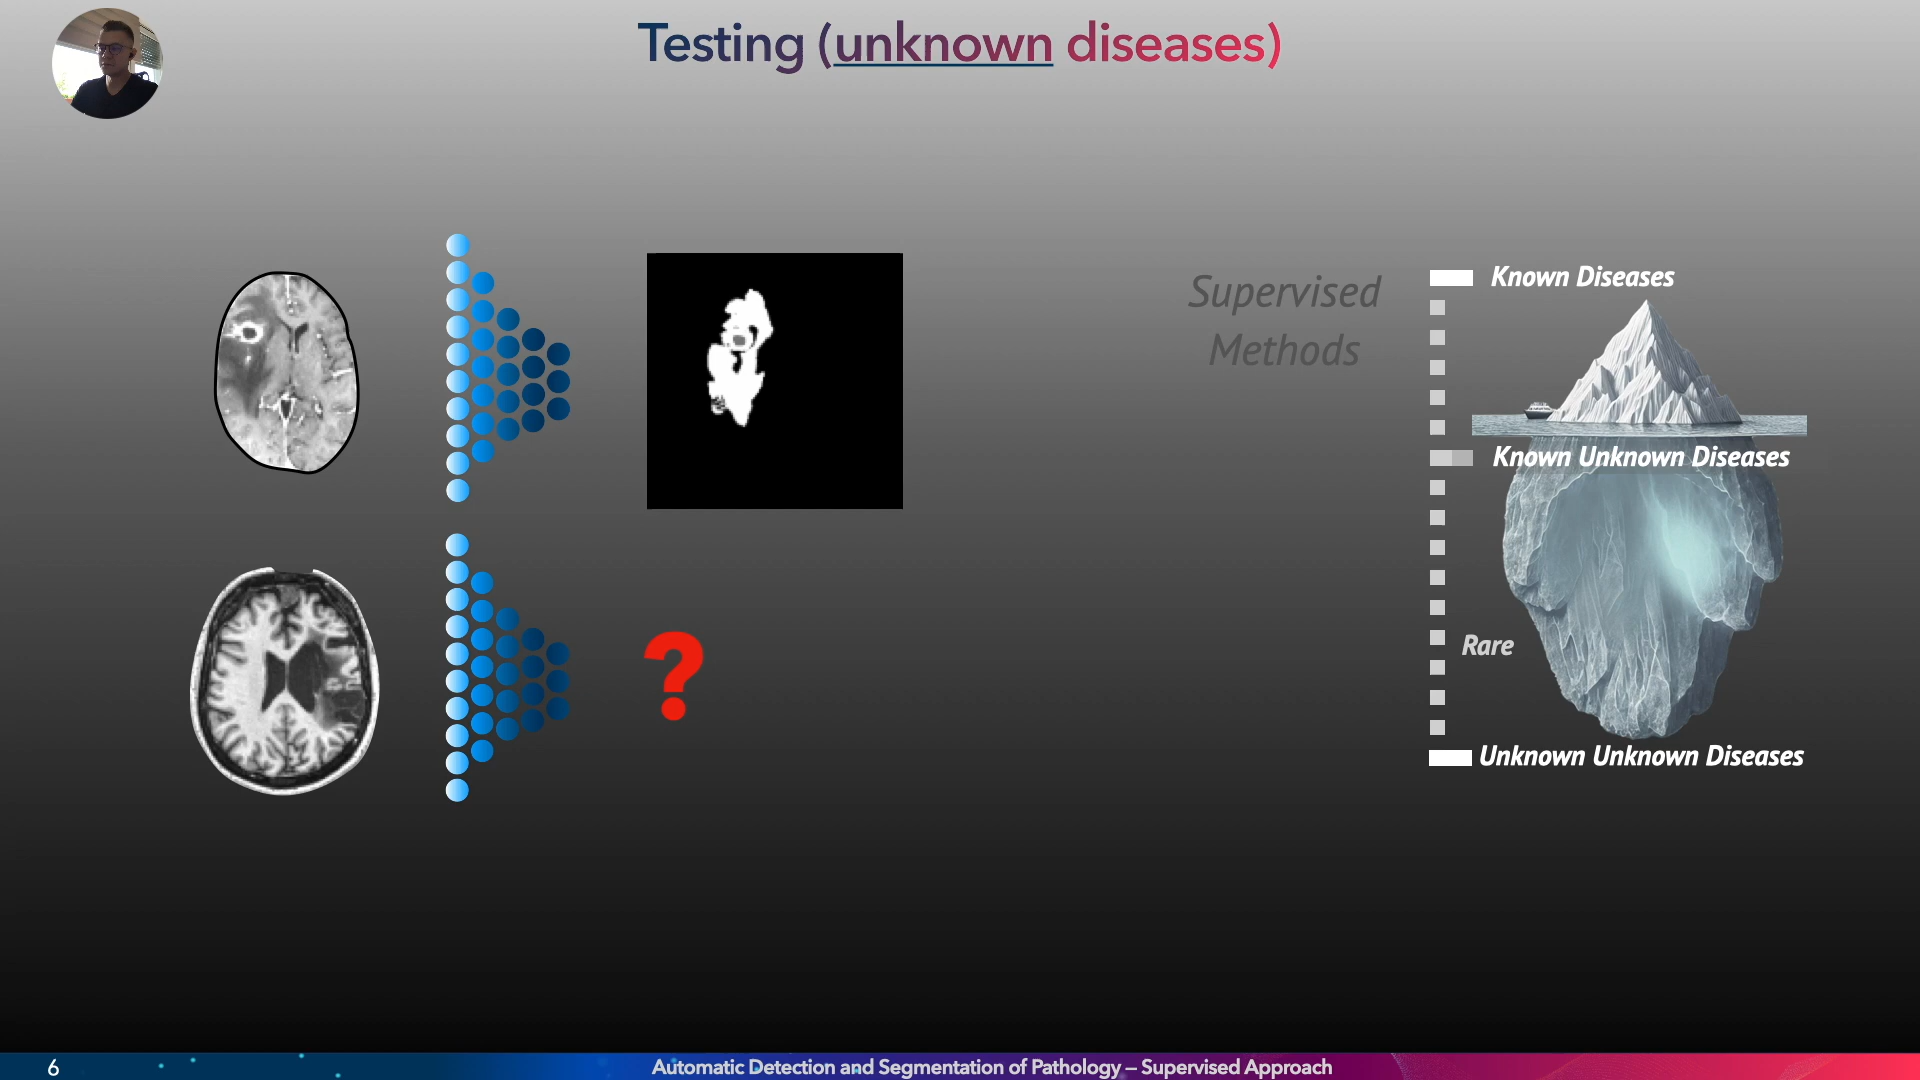 Testing (unknown diseases)
Supervised
Methods
Known Diseases
Known Unknown Diseases
?
Rare
Unknown Unknown Diseases
6
Automatic Detection and Segmentation of Pathology – Supervised Approach